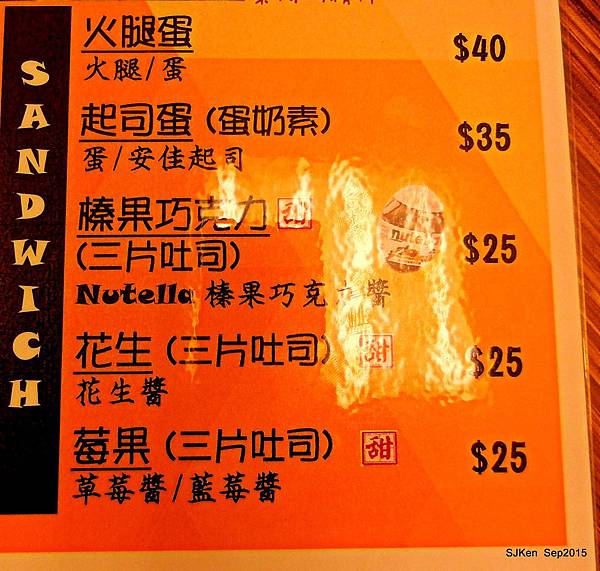 SANDWICH
火腿蛋 $40
火腿/蛋
起司蛋 (蛋奶素) $35
蛋/安佳起司
榛果巧克力 甜
(三片吐司) $25
nutella
Nutella 榛果巧克 醬
花生 (三片吐司) 甜 $25
花生醬
莓果 (三片吐司) 甜 $25
草莓醬/藍莓醬
SJKen Sep2015